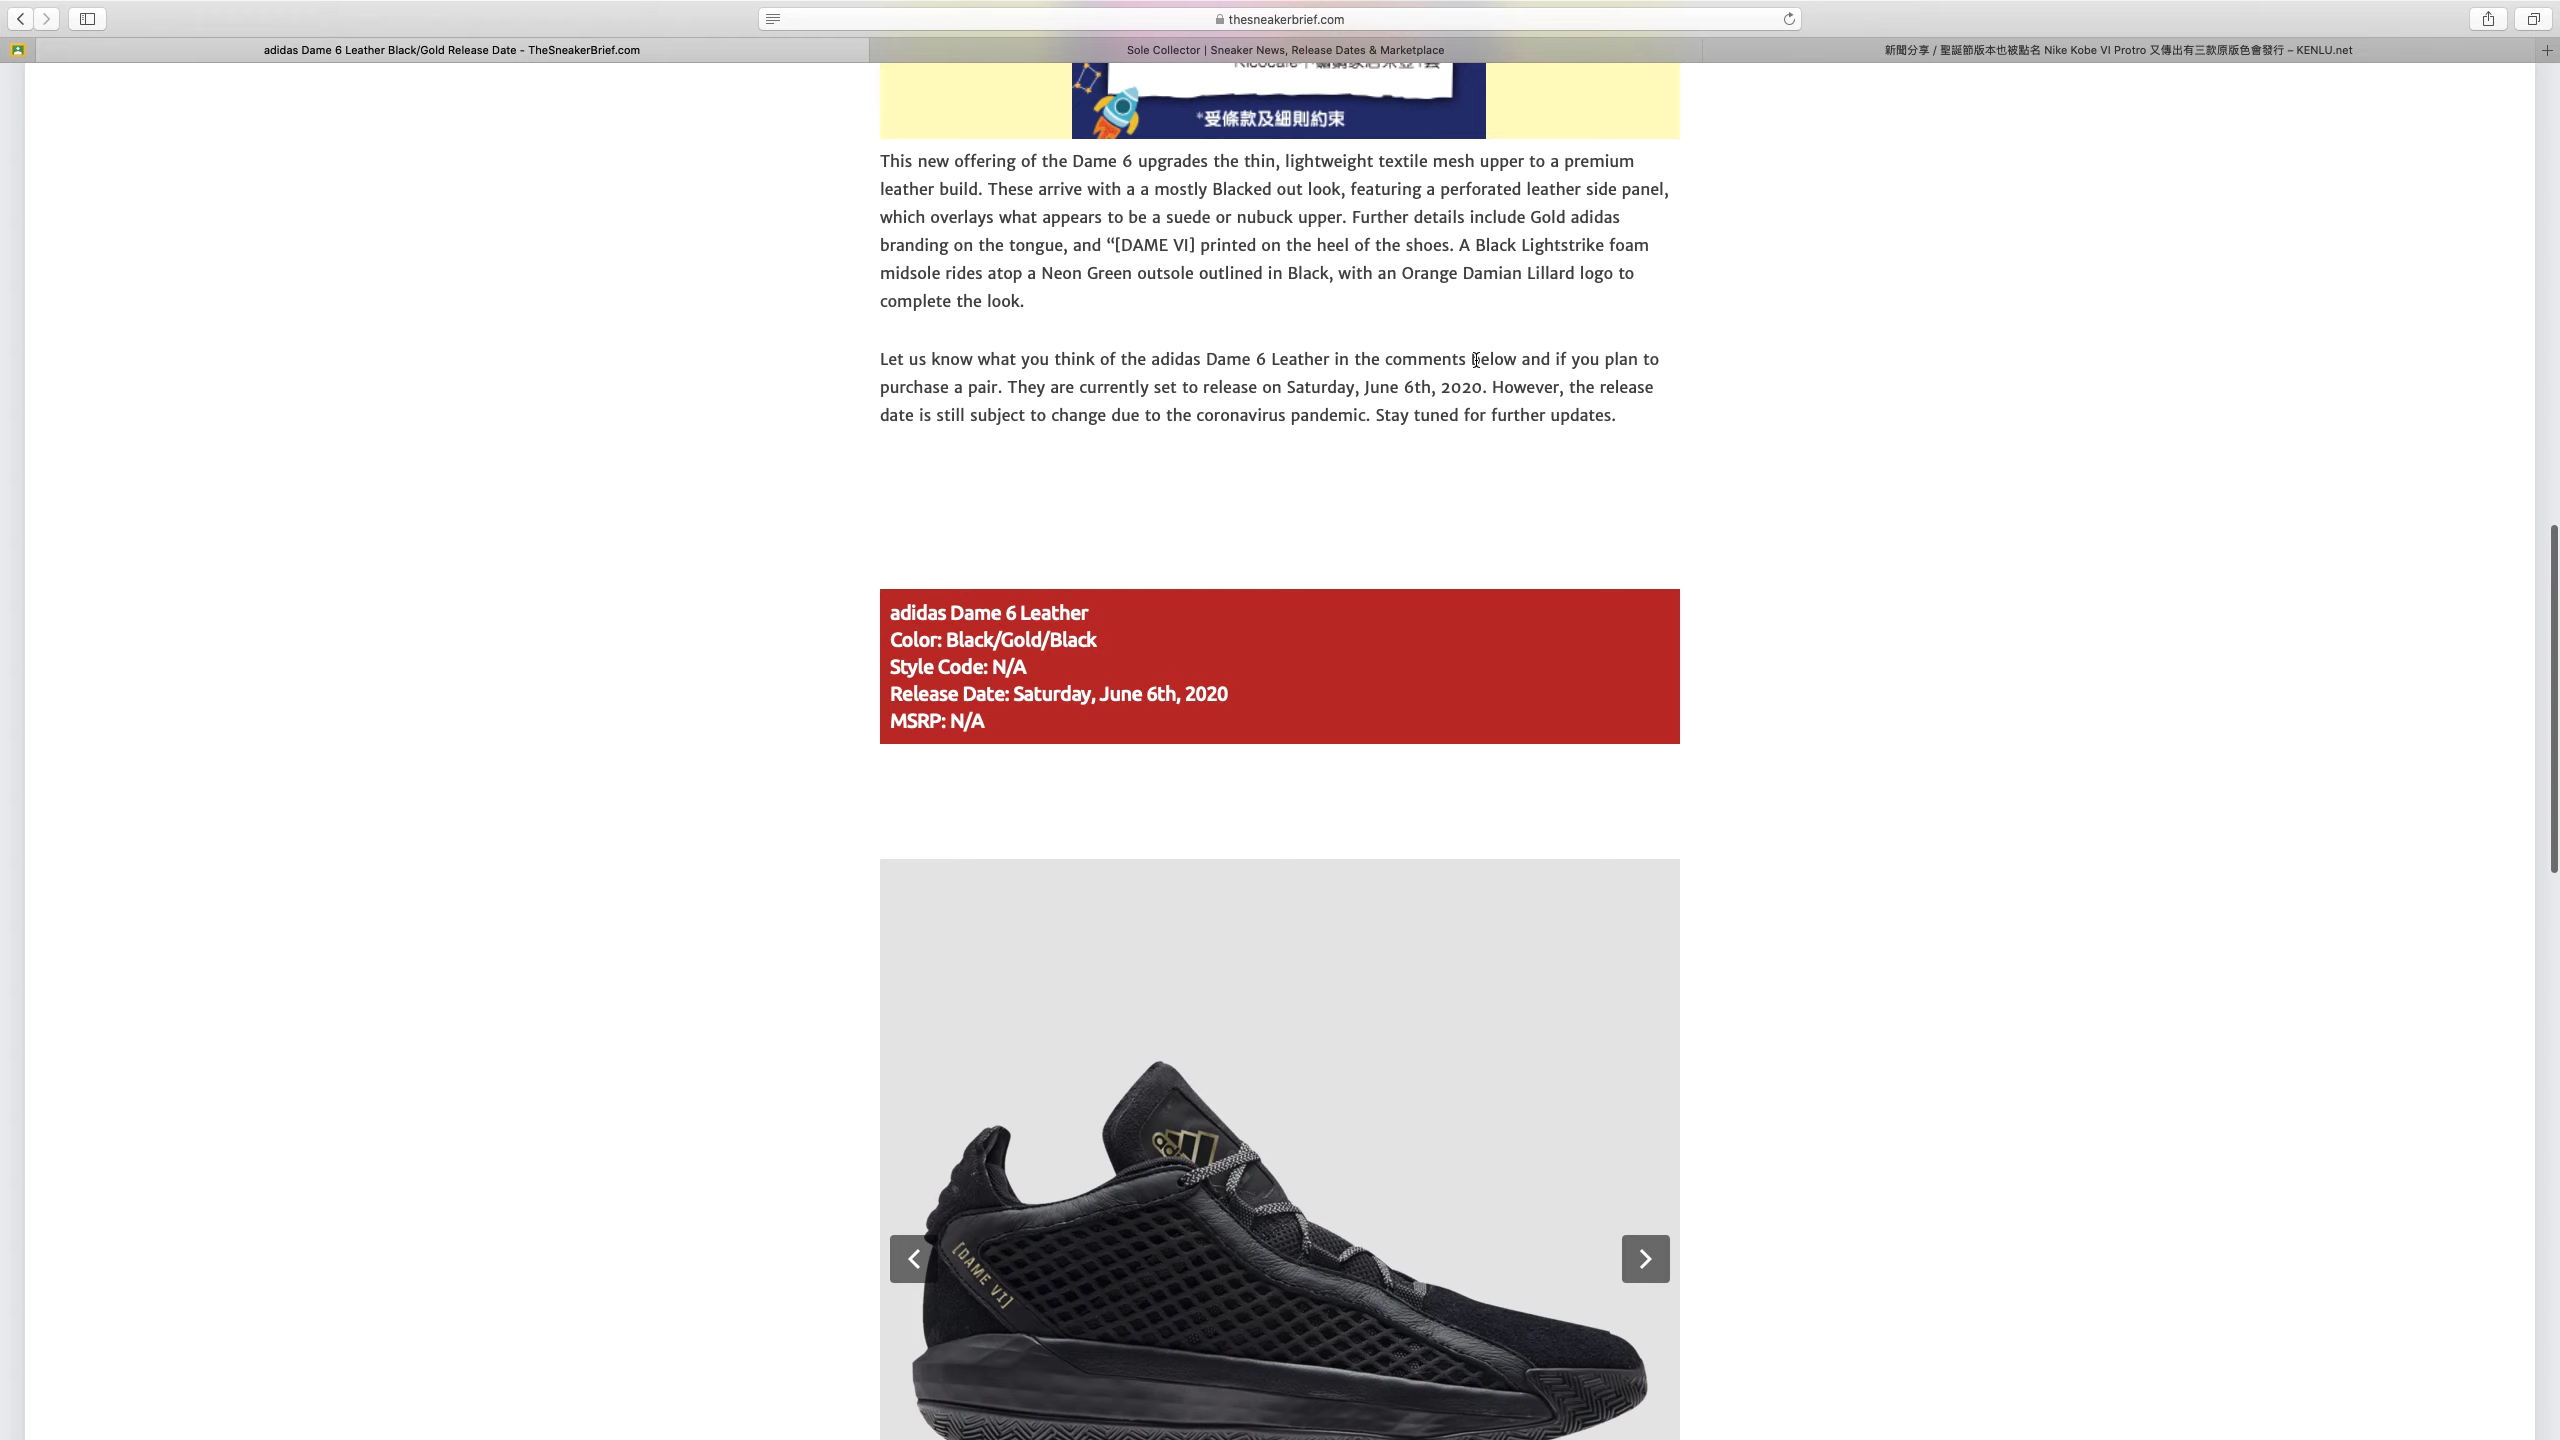 thesneakerbrief.com
adidas Dame 6 Leather Black/Gold Release Date - TheSneakerBrief.com
Sole Collector | Sneaker News, Release Dates & Marketplace
新聞分享 / 聖誕節版本也被點名 Nike Kobe VI Protro 又傳出有三款原版色會發行 – KENLU.net
*受條款及細則約束
This new offering of the Dame 6 upgrades the thin, lightweight textile mesh upper to a premium
leather build. These arrive with a a mostly Blacked out look, featuring a perforated leather side panel,
which overlays what appears to be a suede or nubuck upper. Further details include Gold adidas
branding on the tongue, and “[DAME VI] printed on the heel of the shoes. A Black Lightstrike foam
midsole rides atop a Neon Green outsole outlined in Black, with an Orange Damian Lillard logo to
complete the look.
Let us know what you think of the adidas Dame 6 Leather in the comments below and if you plan to
purchase a pair. They are currently set to release on Saturday, June 6th, 2020. However, the release
date is still subject to change due to the coronavirus pandemic. Stay tuned for further updates.
adidas Dame 6 Leather
Color: Black/Gold/Black
Style Code: N/A
Release Date: Saturday, June 6th, 2020
MSRP: N/A
[DAME VI]